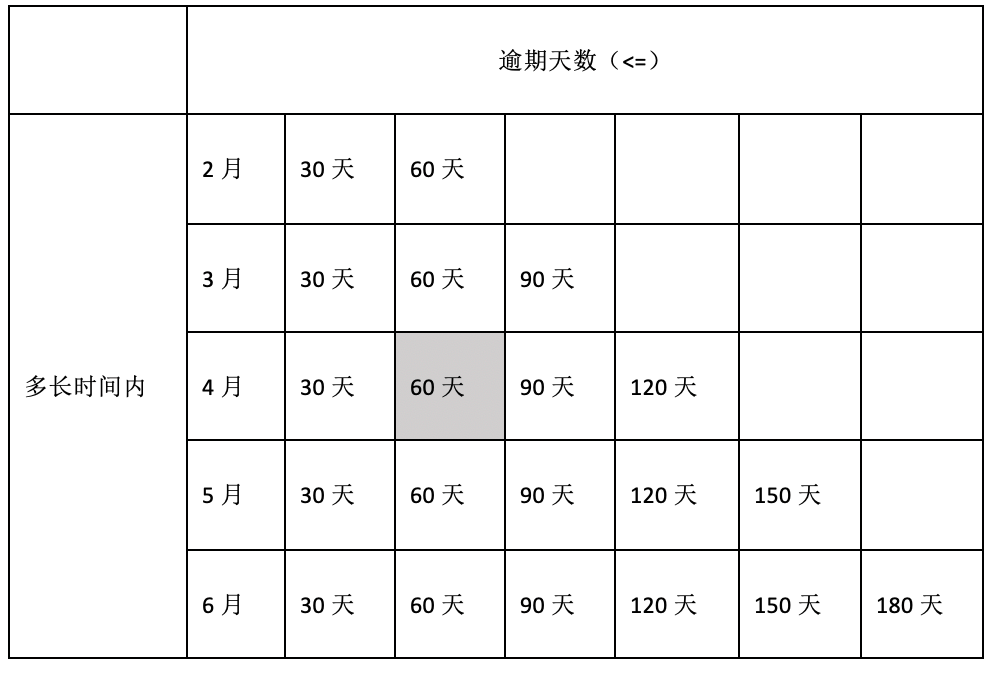 逾期天数（<=）
2 月 30 天 60 天
3 月 30 天 60 天 90 天
多长时间内 4 月 30 天 60 天 90 天 120 天
5 月 30 天 60 天 90 天 120 天 150 天
6 月 30 天 60 天 90 天 120 天 150 天 180 天